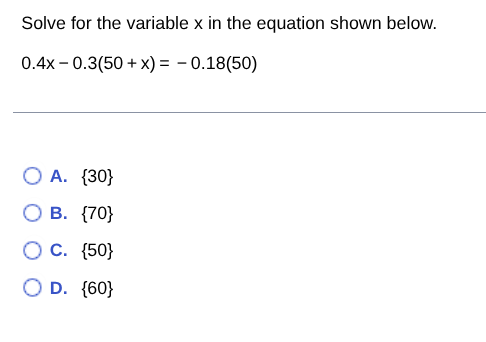 Solve for the variable x in the equation shown below.
0.4x − 0.3(50 + x) = − 0.18(50)
A. {30}
B. {70}
C. {50}
D. {60}